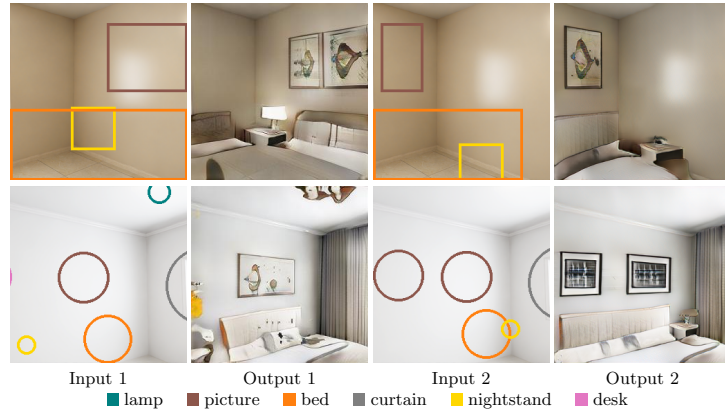 Input 1 Output 1 Input 2 Output 2
lamp picture bed curtain nightstand desk